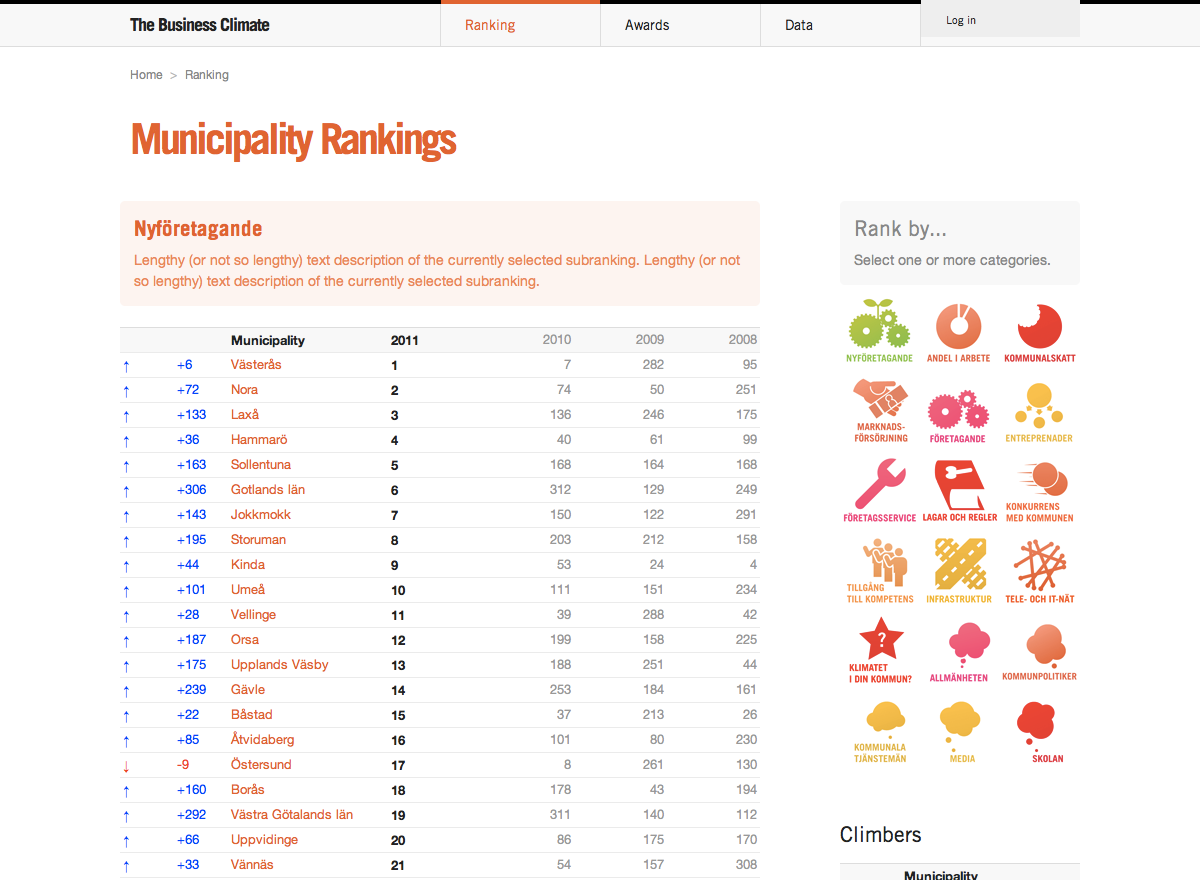 The Business Climate
Ranking
Awards
Data
Log in
Home > Ranking
Municipality Rankings
Nyföretagande
Lengthy (or not so lengthy) text description of the currently selected subranking. Lengthy (or not
so lengthy) text description of the currently selected subranking.
Municipality 2011 2010 2009 2008
↑ +6 Västerås 1 7 282 95
↑ +72 Nora 2 74 50 251
↑ +133 Laxå 3 136 246 175
↑ +36 Hammarö 4 40 61 99
↑ +163 Sollentuna 5 168 164 168
↑ +306 Gotlands län 6 312 129 249
↑ +143 Jokkmokk 7 150 122 291
↑ +195 Storuman 8 203 212 158
↑ +44 Kinda 9 53 24 4
↑ +101 Umeå 10 111 151 234
↑ +28 Vellinge 11 39 288 42
↑ +187 Orsa 12 199 158 225
↑ +175 Upplands Väsby 13 188 251 44
↑ +239 Gävle 14 253 184 161
↑ +22 Båstad 15 37 213 26
↑ +85 Åtvidaberg 16 101 80 230
↓ -9 Östersund 17 8 261 130
↑ +160 Borås 18 178 43 194
↑ +292 Västra Götalands län 19 311 140 112
↑ +66 Uppvidinge 20 86 175 170
↑ +33 Vännäs 21 54 157 308
Rank by...
Select one or more categories.
NYFÖRETAGANDE
ANDEL I ARBETE
KOMMUNALSKATT
MARKNADS-
FÖRSÖRJNING
FÖRETAGANDE
ENTREPRENADER
FÖRETAGSSERVICE
LAGAR OCH REGLER
KONKURRENS
MED KOMMUNEN
TILLGÅNG
TILL KOMPETENS
INFRASTRUKTUR
TELE- OCH IT-NÄT
?
KLIMATET
I DIN KOMMUN?
ALLMÄNHETEN
KOMMUNPOLITIKER
KOMMUNALA
TJÄNSTEMÄN
MEDIA
SKOLAN
Climbers
Municipality